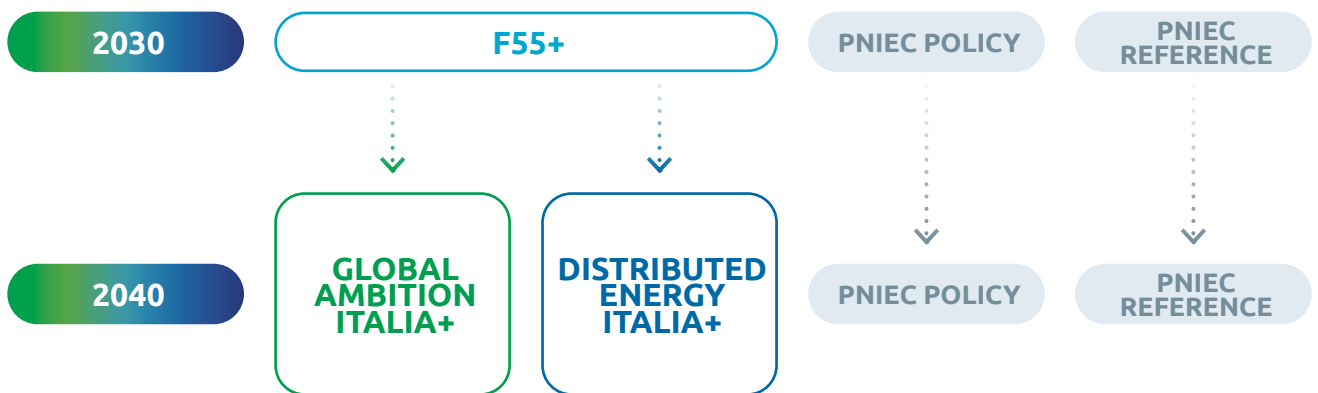 2030
F55+
PNIEC POLICY
PNIEC
REFERENCE
2040
GLOBAL
AMBITION
ITALIA+
DISTRIBUTED
ENERGY
ITALIA+
PNIEC POLICY
PNIEC
REFERENCE